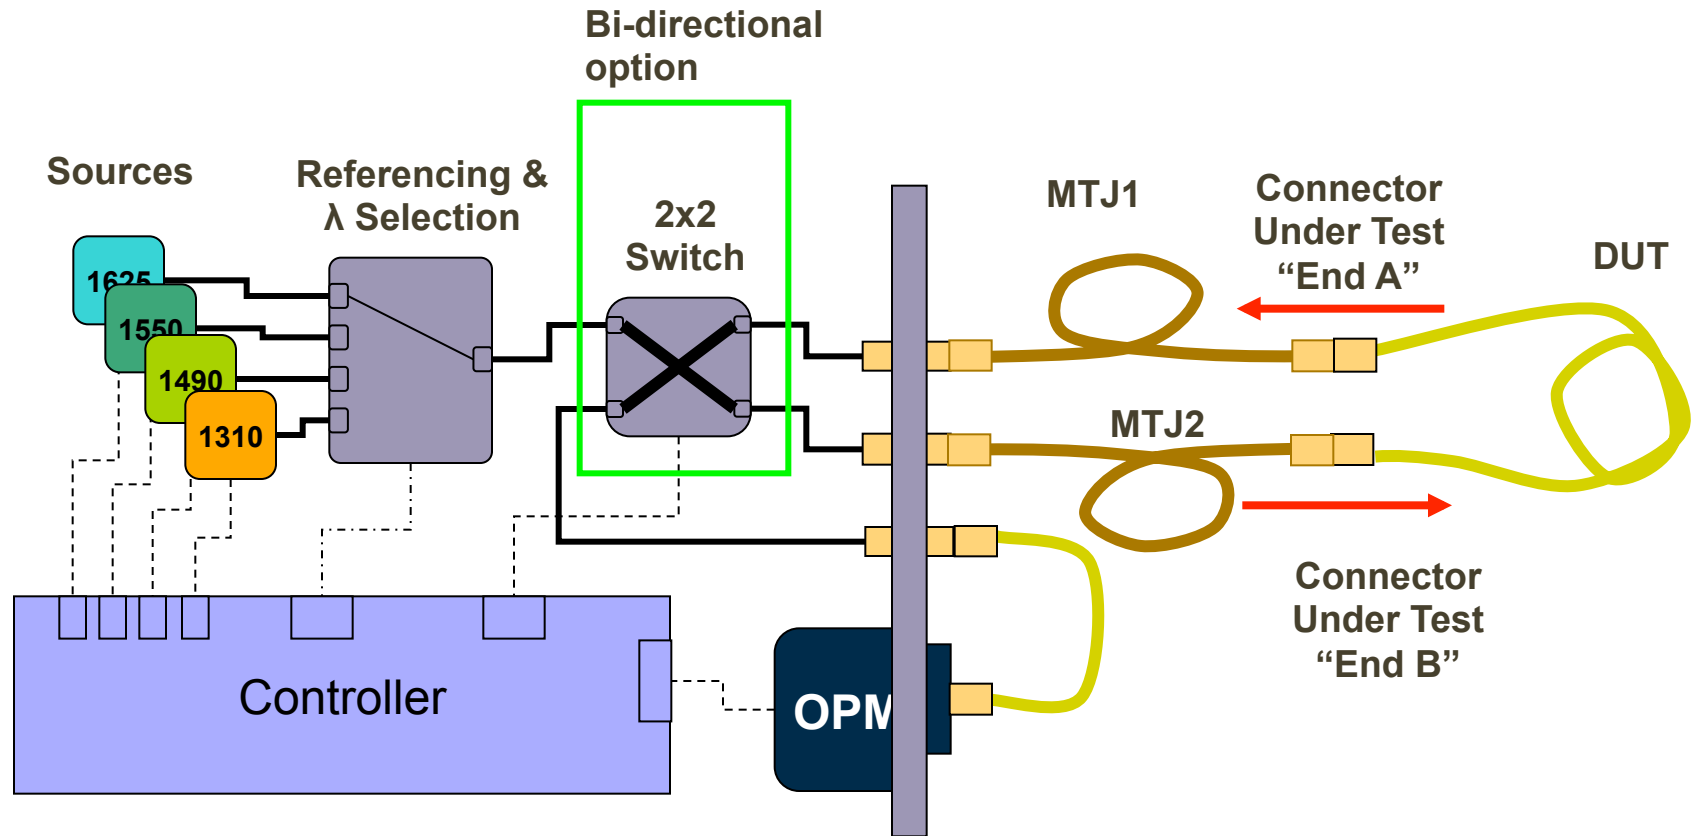 Bi-directional
option
Sources
Referencing &
λ Selection
2x2
Switch
MTJ1
Connector
Under Test
“End A”
DUT
1625
1550
1490
1310
MTJ2
Connector
Under Test
“End B”
Controller
OPM